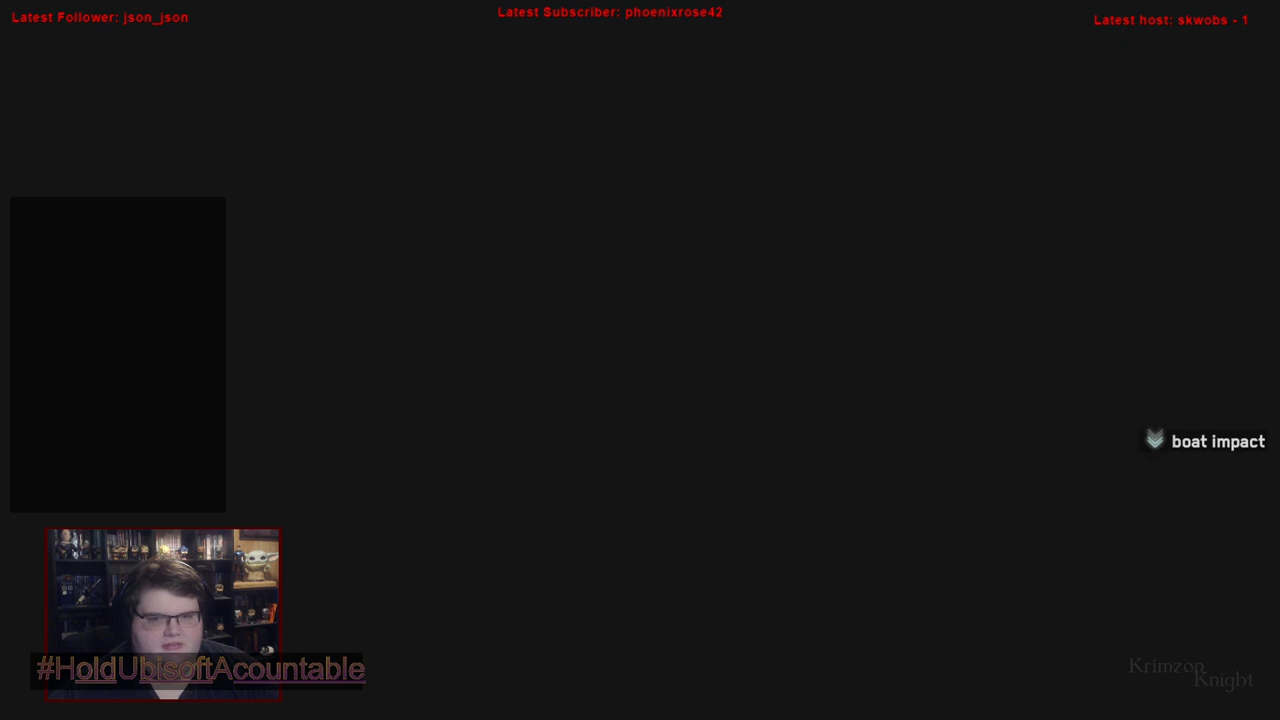 Latest Follower: json_json
Latest Subscriber: phoenixrose42
Latest host: skwobs - 1
boat impact
#HoldUbisoftAcountable
Krimzon
Knight